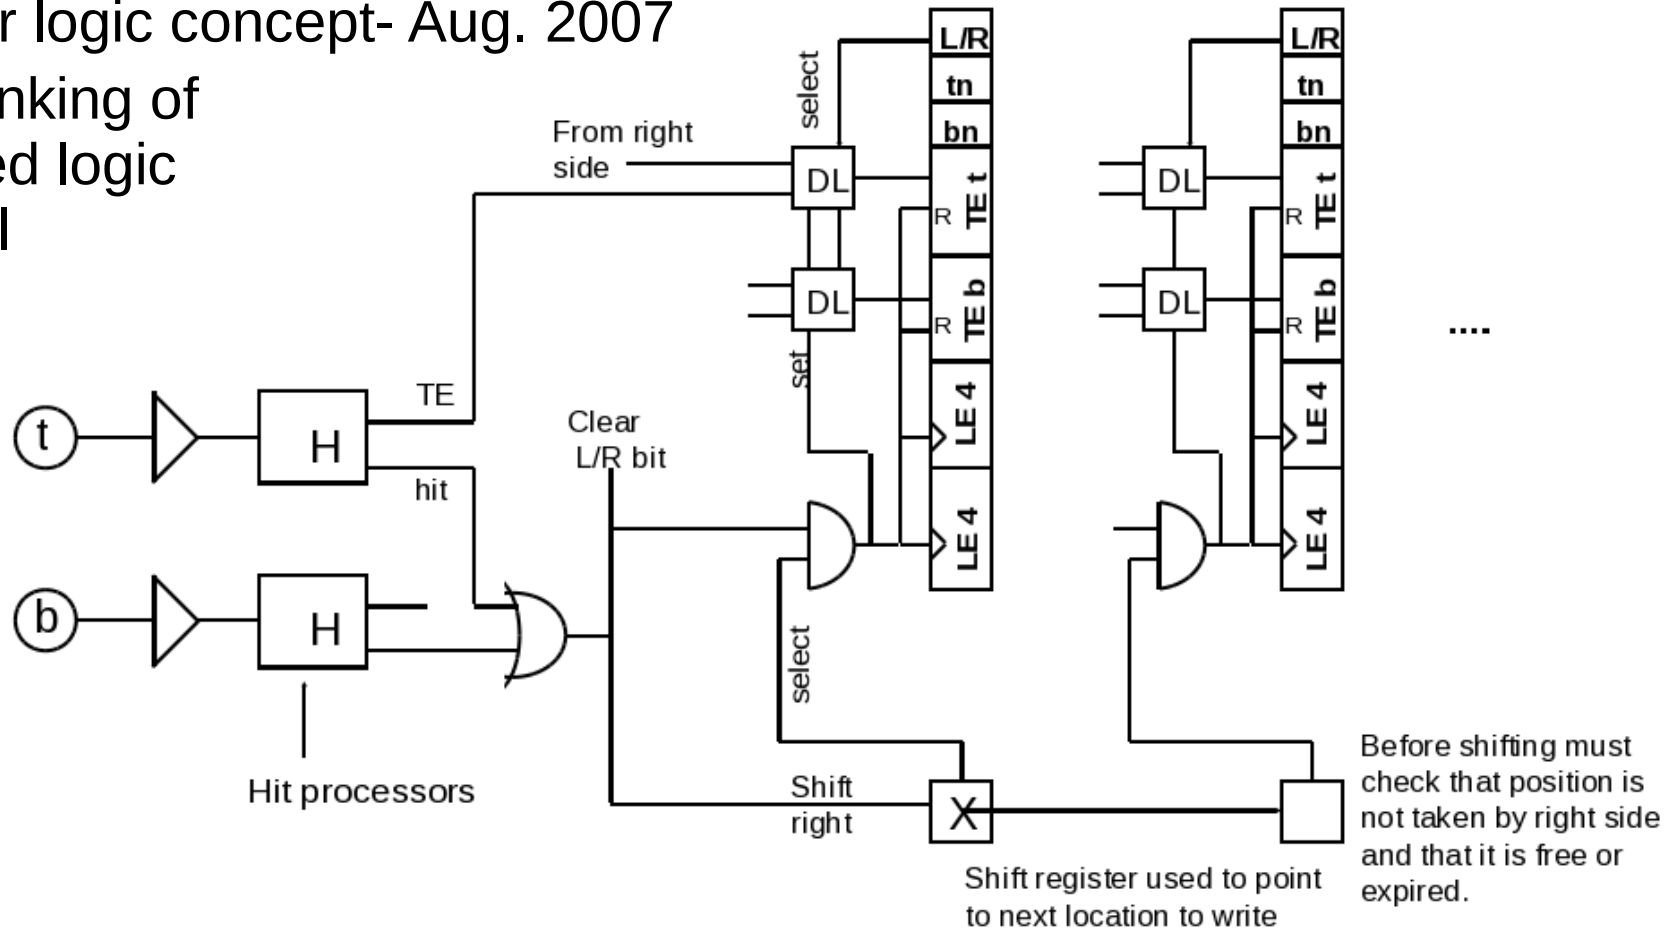 r logic concept- Aug. 2007
nking of
ed logic
l
From right
side
select
L/R
tn
bn
DL
TE t
R
DL
TE b
R
set
LE 4
LE 4
L/R
tn
bn
DL
TE t
R
DL
TE b
R
LE 4
LE 4
....
t
H
TE
hit
Clear
L/R bit
b
H
Hit processors
select
Shift
right
X
Shift register used to point
to next location to write
Before shifting must
check that position is
not taken by right side
and that it is free or
expired.